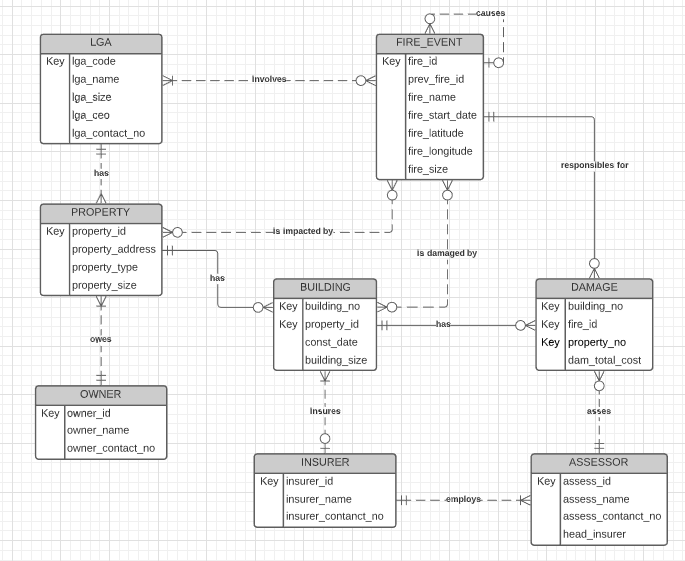 causes
LGA
Key lga_code
lga_name
lga_size
lga_ceo
lga_contact_no
involves
FIRE_EVENT
Key fire_id
prev_fire_id
fire_name
fire_start_date
fire_latitude
fire_longitude
fire_size
responsibles for
has
PROPERTY
Key property_id
property_address
property_type
property_size
is impacted by
is damaged by
has
BUILDING
Key building_no
Key property_id
const_date
building_size
has
DAMAGE
Key building_no
Key fire_id
Key property_no
dam_total_cost
owes
OWNER
Key owner_id
owner_name
owner_contact_no
Insures
asses
INSURER
Key insurer_id
insurer_name
insurer_contanct_no
employs
ASSESSOR
Key assess_id
assess_name
assess_contanct_no
head_insurer